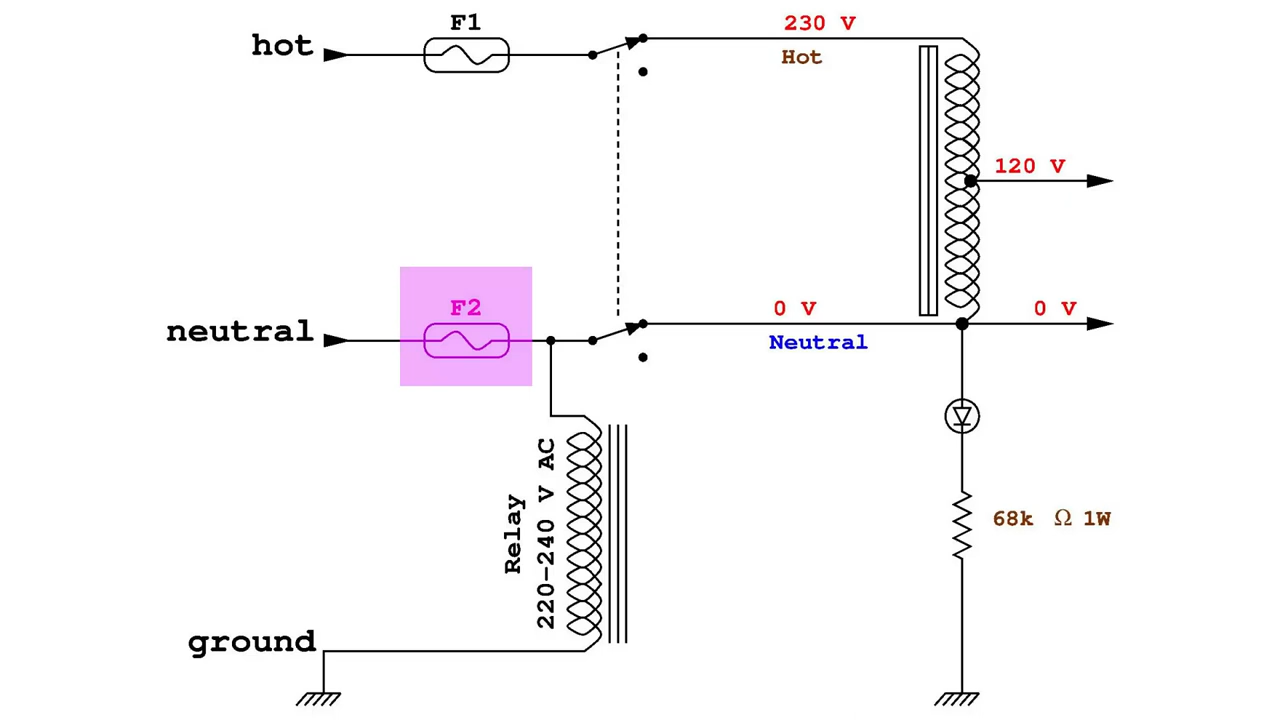 F1
hot
230 V
Hot
120 V
F2
neutral
0 V
0 V
Neutral
Relay
220-240 V AC
68k Ω 1W
ground